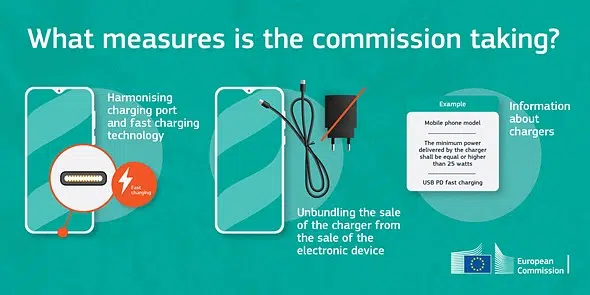 What measures is the commission taking?
Harmonising
charging port
and fast charging
technology
Fast
charging
Unbundling the sale
of the charger from
the sale of the
electronic device
Example
Mobile phone model
The minimum power
delivered by the charger
shall be equal or higher
than 25 watts
USB PD fast charging
Information
about
chargers
European
Commission